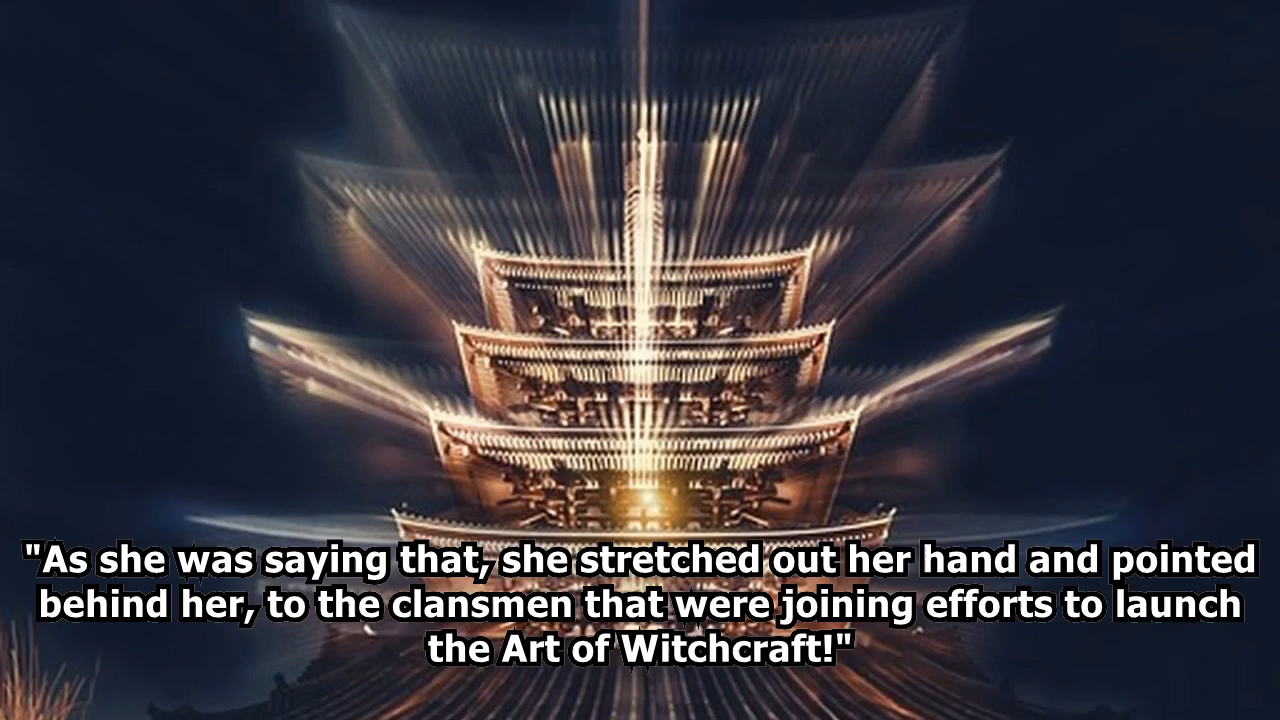 "As she was saying that, she stretched out her hand and pointed
behind her, to the clansmen that were joining efforts to launch
the Art of Witchcraft!"